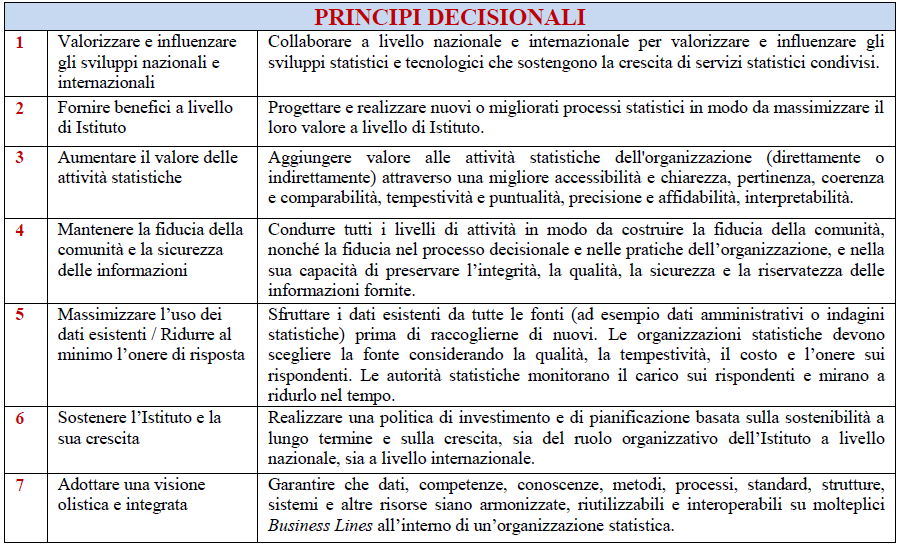 PRINCIPI DECISIONALI
1 Valorizzare e influenzare gli sviluppi nazionali e internazionali
Collaborare a livello nazionale e internazionale per valorizzare e influenzare gli
sviluppi statistici e tecnologici che sostengono la crescita di servizi statistici condivisi.
2 Fornire benefici a livello di Istituto
Progettare e realizzare nuovi o migliorati processi statistici in modo da massimizzare il
loro valore a livello di Istituto.
3 Aumentare il valore delle attività statistiche
Aggiungere valore alle attività statistiche dell'organizzazione (direttamente o
indirettamente) attraverso una migliore accessibilità e chiarezza, pertinenza, coerenza
e comparabilità, tempestività e puntualità, precisione e affidabilità, interpretabilità.
4 Mantenere la fiducia della comunità e la sicurezza delle informazioni
Condurre tutti i livelli di attività in modo da costruire la fiducia della comunità,
nonché la fiducia nel processo decisionale e nelle pratiche dell’organizzazione, e nella
sua capacità di preservare l’integrità, la qualità, la sicurezza e la riservatezza delle
informazioni fornite.
5 Massimizzare l’uso dei dati esistenti / Ridurre al minimo l’onere di risposta
Sfruttare i dati esistenti da tutte le fonti (ad esempio dati amministrativi o indagini
statistiche) prima di raccoglierne di nuovi. Le organizzazioni statistiche devono
scegliere la fonte considerando la qualità, la tempestività, il costo e l’onere sui
rispondenti. Le autorità statistiche monitorano il carico sui rispondenti e mirano a
ridurlo nel tempo.
6 Sostenere l’Istituto e la sua crescita
Realizzare una politica di investimento e di pianificazione basata sulla sostenibilità a
lungo termine e sulla crescita, sia del ruolo organizzativo dell’Istituto a livello
nazionale, sia a livello internazionale.
7 Adottare una visione olistica e integrata
Garantire che dati, competenze, conoscenze, metodi, processi, standard, strutture,
sistemi e altre risorse siano armonizzate, riutilizzabili e interoperabili su molteplici
Business Lines all’interno di un’organizzazione statistica.